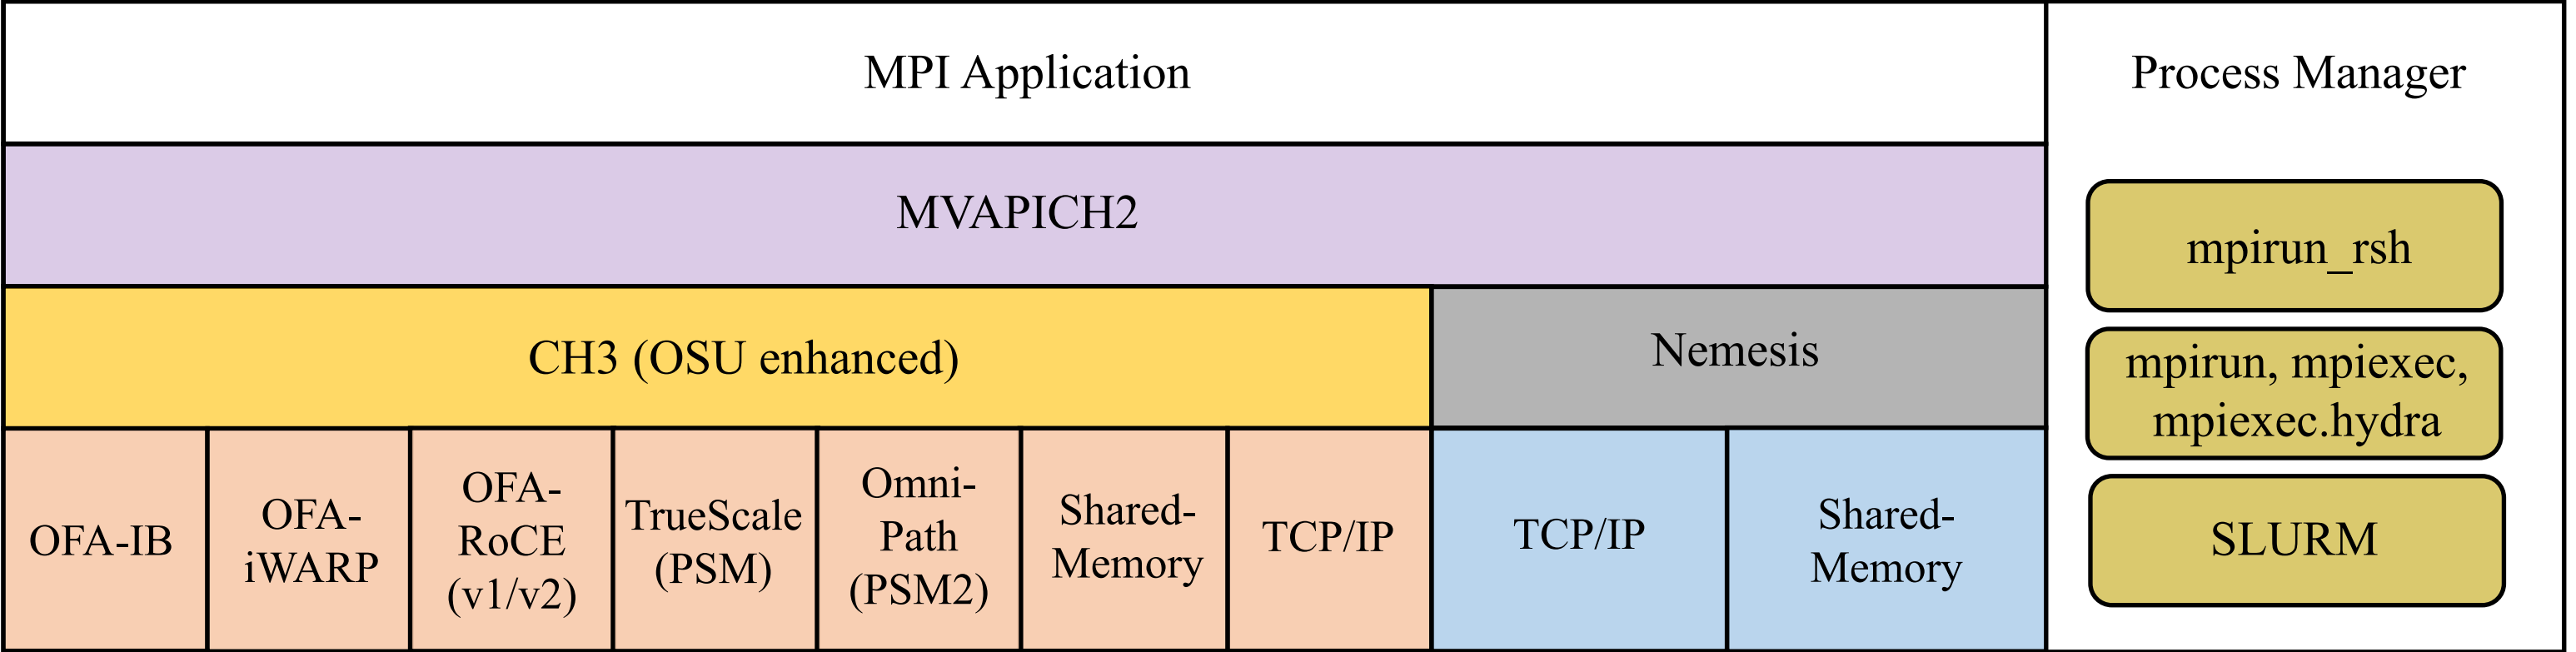 MPI Application
Process Manager
MVAPICH2
mpirun_rsh
CH3 (OSU enhanced)
Nemesis
mpirun, mpiexec,
mpiexec.hydra
OFA-IB
OFA-
iWARP
OFA-
RoCE
(v1/v2)
TrueScale
(PSM)
Omni-
Path
(PSM2)
Shared-
Memory
TCP/IP
TCP/IP
Shared-
Memory
SLURM